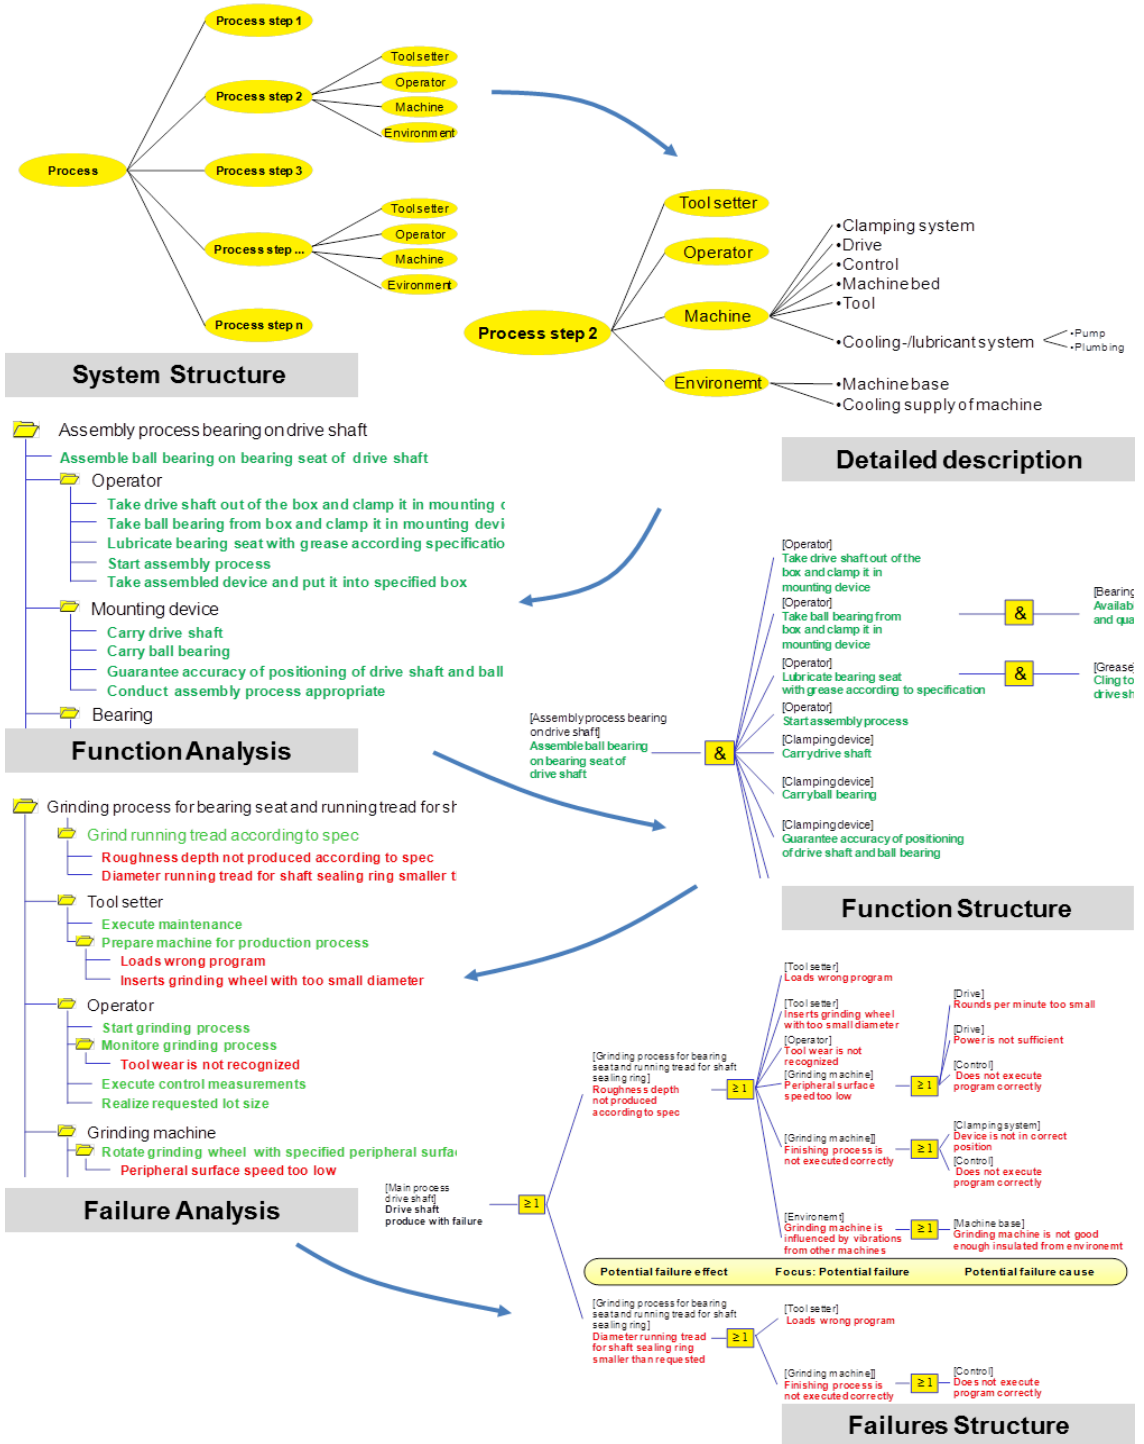 Process step 1
Process step 2
Tool setter
Operator
Machine
Environment
Process
Process step 3
Process step ...
Tool setter
Operator
Machine
Evironment
Process step n
System Structure
Process step 2
Tool setter
Operator
Machine
Environemt
•Clamping system
•Drive
•Control
•Machine bed
•Tool
•Cooling-/lubricant system
•Pump
•Plumbing
•Machine base
•Cooling supply of machine
Detailed description
Assembly process bearing on drive shaft
Assemble ball bearing on bearing seat of drive shaft
Operator
Take drive shaft out of the box and clamp it in mounting
Take ball bearing from box and clamp it in mounting devi
Lubricate bearing seat with grease according specificatio
Start assembly process
Take assembled device and put it into specified box
Mounting device
Carry drive shaft
Carry ball bearing
Guarantee accuracy of positioning of drive shaft and ball
Conduct assembly process appropriate
Bearing
Function Analysis
[Assembly process bearing
on drive shaft]
Assemble ball bearing
on bearing seat of
drive shaft
&
[Operator]
Take drive shaft out of the
box and clamp it in
mounting device
[Operator]
Take ball bearing from
box and clamp it in
mounting device
&
[Bearing
Availab
and qua
[Operator]
Lubricate bearing seat
with grease according to specification
&
[Grease]
Cling to
drive sh
[Operator]
Start assembly process
[Clamping device]
Carry drive shaft
[Clamping device]
Carry ball bearing
[Clamping device]
Guarantee accuracy of positioning
of drive shaft and ball bearing
Function Structure
Grinding process for bearing seat and running tread for sh
Grind running tread according to spec
Roughness depth not produced according to spec
Diameter running tread for shaft sealing ring smaller t
Tool setter
Execute maintenance
Prepare machine for production process
Loads wrong program
Inserts grinding wheel with too small diameter
Operator
Start grinding process
Monitore grinding process
Tool wear is not recognized
Execute control measurements
Realize requested lot size
Grinding machine
Rotate grinding wheel with specified peripheral surfac
Peripheral surface speed too low
Failure Analysis
[Main process
drive shaft]
Drive shaft
produce with failure
≥1
[Grinding process for bearing
seat and running tread for shaft
sealing ring]
Roughness depth
not produced
according to spec
≥1
[Tool setter]
Loads wrong program
[Tool setter]
Inserts grinding wheel
with too small diameter
[Operator]
Tool wear is not
recognized
[Grinding machine]
Peripheral surface
speed too low
≥1
[Drive]
Rounds per minute too small
[Drive]
Power is not sufficient
[Control]
Does not execute
program correctly
[Grinding machine]]
Finishing process is
not executed correctly
≥1
[Clamping system]
Device is not in correct
position
[Control]
Does not execute
program correctly
[Environemt]
Grinding machine is
influenced by vibrations
from other machines
≥1
[Machine base]
Grinding machine is not good
enough insulated from environemt
Potential failure effect
Focus: Potential failure
Potential failure cause
[Grinding process for bearing
seat and running tread for shaft
sealing ring]
Diameter running tread
for shaft sealing ring
smaller than requested
≥1
[Tool setter]
Loads wrong program
[Grinding machine]]
Finishing process is
not executed correctly
≥1
[Control]
Does not execute
program correctly
Failures Structure